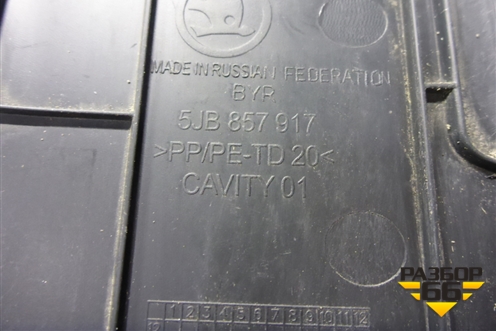 MADE IN RUSSIAN FEDERATION
BYR
5JB 857 917
>PP/PE-TD 20<
CAVITY 01
1 2 3 4 5 6 7 8 9 10 11 12
РАЗБОР
66